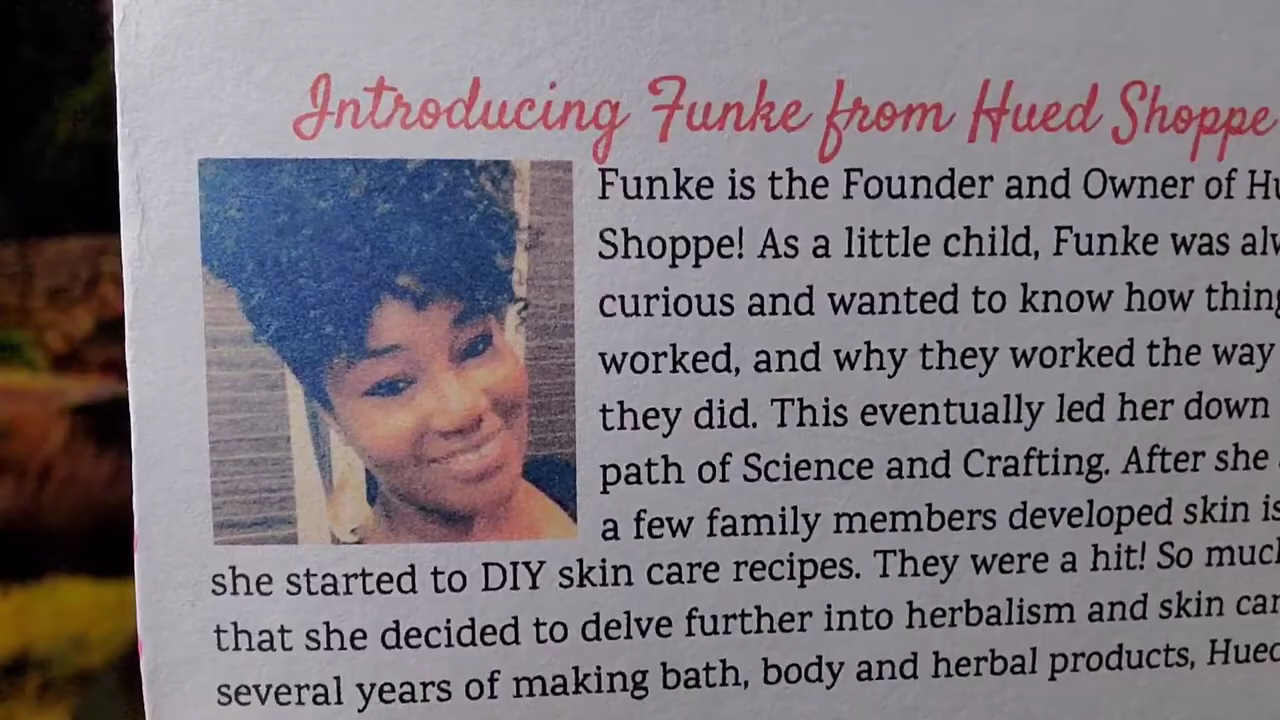 Introducing Funke from Hued Shoppe
Funke is the Founder and Owner of
Shoppe! As a little child, Funke was
curious and wanted to know how
worked, and why they worked the way
they did. This eventually led her down
path of Science and Crafting. After she
a few family members developed skin
she started to DIY skin care recipes. They were a hit! So
that she decided to delve further into herbalism and skin
several years of making bath, body and herbal products, Hued